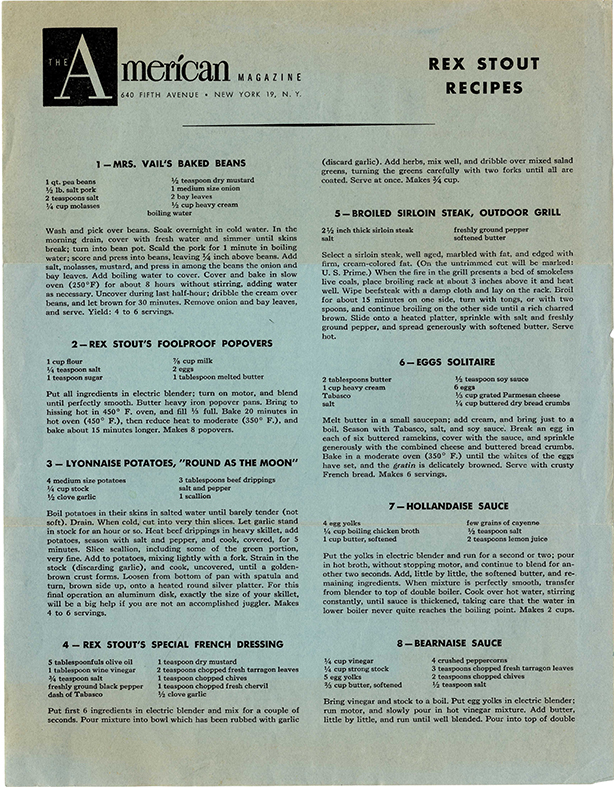 THE American MAGAZINE
640 FIFTH AVENUE • NEW YORK 19, N. Y.
REX STOUT
RECIPES
1 — MRS. VAIL'S BAKED BEANS
1 qt. pea beans
½ lb. salt pork
2 teaspoons salt
¼ cup molasses
½ teaspoon dry mustard
1 medium size onion
2 bay leaves
½ cup heavy cream
boiling water
Wash and pick over beans. Soak overnight in cold water. In the
morning drain, cover with fresh water and simmer until skins
break; turn into bean pot. Scald the pork for 1 minute in boiling
water; score and press into beans, leaving ¼ inch above beans. Add
salt, molasses, mustard, and press in among the beans the onion and
bay leaves. Add boiling water to cover. Cover and bake in slow
oven (250°F) for about 8 hours without stirring, adding water
as necessary. Uncover during last half-hour; dribble the cream over
beans, and let brown for 30 minutes. Remove onion and bay leaves,
and serve. Yield: 4 to 6 servings.
2 — REX STOUT'S FOOLPROOF POPOVERS
1 cup flour
¼ teaspoon salt
1 teaspoon sugar
⅞ cup milk
2 eggs
1 tablespoon melted butter
Put all ingredients in electric blender; turn on motor, and blend
until perfectly smooth. Butter heavy iron popover pans. Bring to
hissing hot in 450° F. oven, and fill ⅓ full. Bake 20 minutes in
hot oven (450° F.), then reduce heat to moderate (350° F.), and
bake about 15 minutes longer. Makes 8 popovers.
3 — LYONNAISE POTATOES, "ROUND AS THE MOON"
4 medium size potatoes
¼ cup stock
½ clove garlic
3 tablespoons beef drippings
salt and pepper
1 scallion
Boil potatoes in their skins in salted water until barely tender (not
soft). Drain. When cold, cut into very thin slices. Let garlic stand
in stock for an hour or so. Heat beef drippings in heavy skillet, add
potatoes, season with salt and pepper, and cook, covered, for 5
minutes. Slice scallion, including some of the green portion,
very fine. Add to potatoes, mixing lightly with a fork. Strain in the
stock (discarding garlic), and cook, uncovered, until a golden-
brown crust forms. Loosen from bottom of pan with spatula and
turn, brown side up, onto a heated round silver platter. For this
final operation an aluminum disk, exactly the size of your skillet,
will be a big help if you are not an accomplished juggler. Makes
4 to 6 servings.
4 — REX STOUT'S SPECIAL FRENCH DRESSING
5 tablespoonfuls olive oil
1 tablespoon wine vinegar
¾ teaspoon salt
freshly ground black pepper
dash of Tabasco
1 teaspoon dry mustard
2 teaspoons chopped fresh tarragon leaves
1 teaspoon chopped chives
1 teaspoon chopped fresh chervil
½ clove garlic
Put first 6 ingredients in electric blender and mix for a couple of
seconds. Pour mixture into bowl which has been rubbed with garlic
(discard garlic). Add herbs, mix well, and dribble over mixed salad
greens, turning the greens carefully with two forks until all are
coated. Serve at once. Makes ¾ cup.
5 — BROILED SIRLOIN STEAK, OUTDOOR GRILL
2½ inch thick sirloin steak
salt
freshly ground pepper
softened butter
Select a sirloin steak, well aged, marbled with fat, and edged with
firm, cream-colored fat. (On the untrimmed cut will be marked:
U. S. Prime.) When the fire in the grill presents a bed of smokeless
live coals, place broiling rack at about 3 inches above it and heat
well. Wipe beefsteak with a damp cloth and lay on the rack. Broil
for about 15 minutes on one side, turn with tongs, or with two
spoons, and continue broiling on the other side until a rich charred
brown. Slide onto a heated platter, sprinkle with salt and freshly
ground pepper, and spread generously with softened butter. Serve
hot.
6 — EGGS SOLITAIRE
2 tablespoons butter
1 cup heavy cream
Tabasco
salt
½ teaspoon soy sauce
6 eggs
⅓ cup grated Parmesan cheese
¼ cup buttered dry bread crumbs
Melt butter in a small saucepan; add cream, and bring just to a
boil. Season with Tabasco, salt, and soy sauce. Break an egg in
each of six buttered ramekins, cover with the sauce, and sprinkle
generously with the combined cheese and buttered bread crumbs.
Bake in a moderate oven (350° F.) until the whites of the eggs
have set, and the gratin is delicately browned. Serve with crusty
French bread. Makes 6 servings.
7 — HOLLANDAISE SAUCE
4 egg yolks
¼ cup boiling chicken broth
1 cup butter, softened
few grains of cayenne
½ teaspoon salt
2 teaspoons lemon juice
Put the yolks in electric blender and run for a second or two; pour
in hot broth, without stopping motor, and continue to blend for an-
other two seconds. Add, little by little, the softened butter, and re-
maining ingredients. When mixture is perfectly smooth, transfer
from blender to top of double boiler. Cook over hot water, stirring
constantly, until sauce is thickened, taking care that the water in
lower boiler never quite reaches the boiling point. Makes 2 cups.
8 — BEARNAISE SAUCE
¼ cup vinegar
¼ cup strong stock
5 egg yolks
⅔ cup butter, softened
4 crushed peppercorns
3 teaspoons chopped fresh tarragon leaves
2 teaspoons chopped chives
½ teaspoon salt
Bring vinegar and stock to a boil. Put egg yolks in electric blender;
run motor, and slowly pour in hot vinegar mixture. Add butter,
little by little, and run until well blended. Pour into top of double